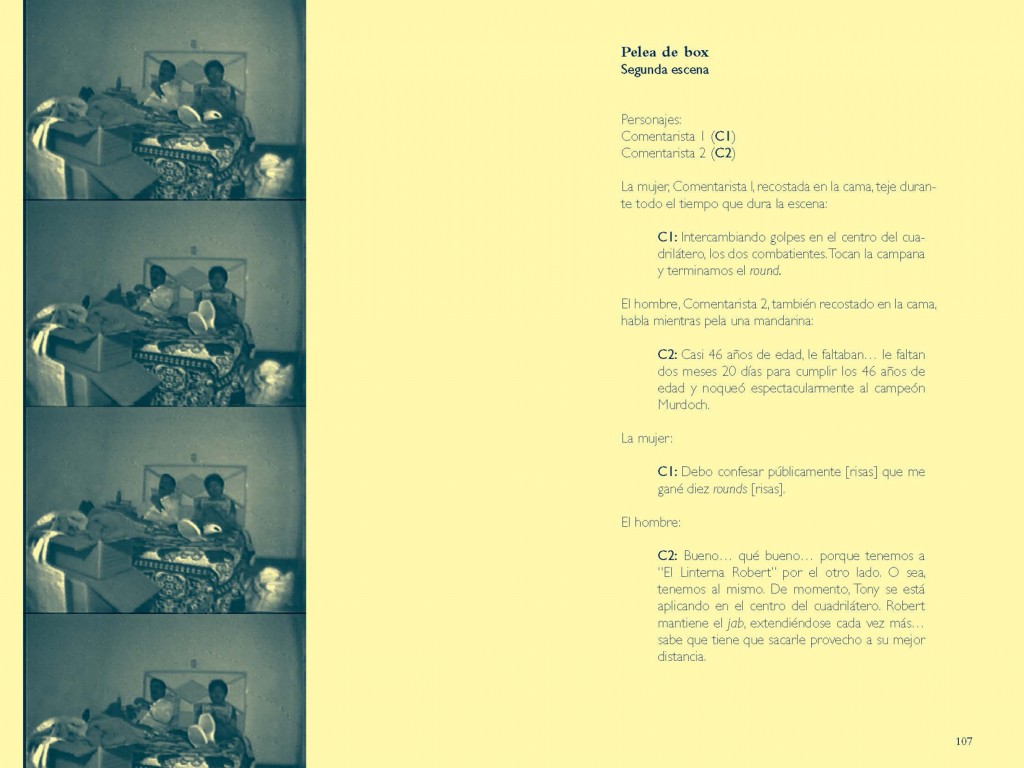 Pelea de box
Segunda escena
Personajes:
Comentarista 1 (C1)
Comentarista 2 (C2)
La mujer, Comentarista 1, recostada en la cama, teje duran-
te todo el tiempo que dura la escena:
C1: Intercambiando golpes en el centro del cua-
drilátero, los dos combatientes. Tocan la campana
y terminamos el round.
El hombre, Comentarista 2, también recostado en la cama,
habla mientras pela una mandarina:
C2: Casi 46 años de edad, le faltaban… le faltan
dos meses 20 días para cumplir los 46 años de
edad y noqueó espectacularmente al campeón
Murdoch.
La mujer:
C1: Debo confesar públicamente [risas] que me
gané diez rounds [risas].
El hombre:
C2: Bueno… qué bueno… porque tenemos a
"El Linterna Robert" por el otro lado. O sea,
tenemos al mismo. De momento, Tony se está
aplicando en el centro del cuadrilátero. Robert
mantiene el jab, extendiéndose cada vez más…
sabe que tiene que sacarle provecho a su mejor
distancia.
107